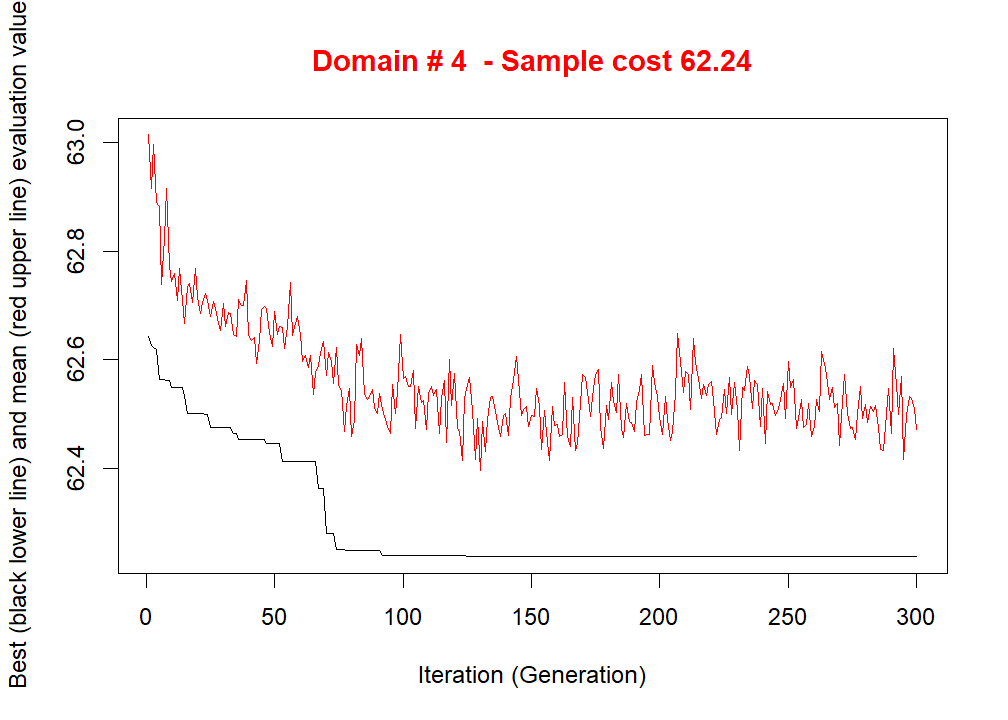 Domain # 4  - Sample cost 62.24
Best (black lower line) and mean (red upper line) evaluation value
63.0
62.8
62.6
62.4
0 50 100 150 200 250 300
Iteration (Generation)